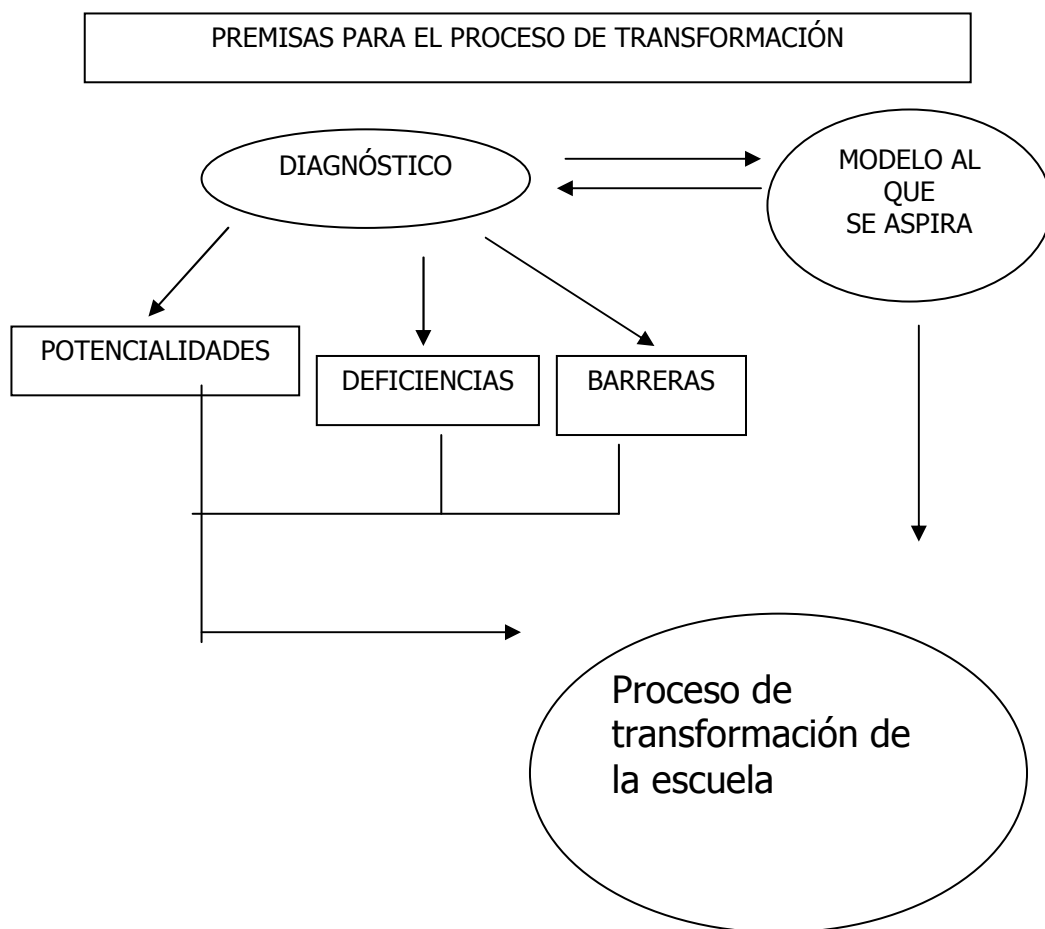 PREMISAS PARA EL PROCESO DE TRANSFORMACIÓN
DIAGNÓSTICO
MODELO AL
QUE
SE ASPIRA
POTENCIALIDADES
DEFICIENCIAS
BARRERAS
Proceso de
transformación de
la escuela